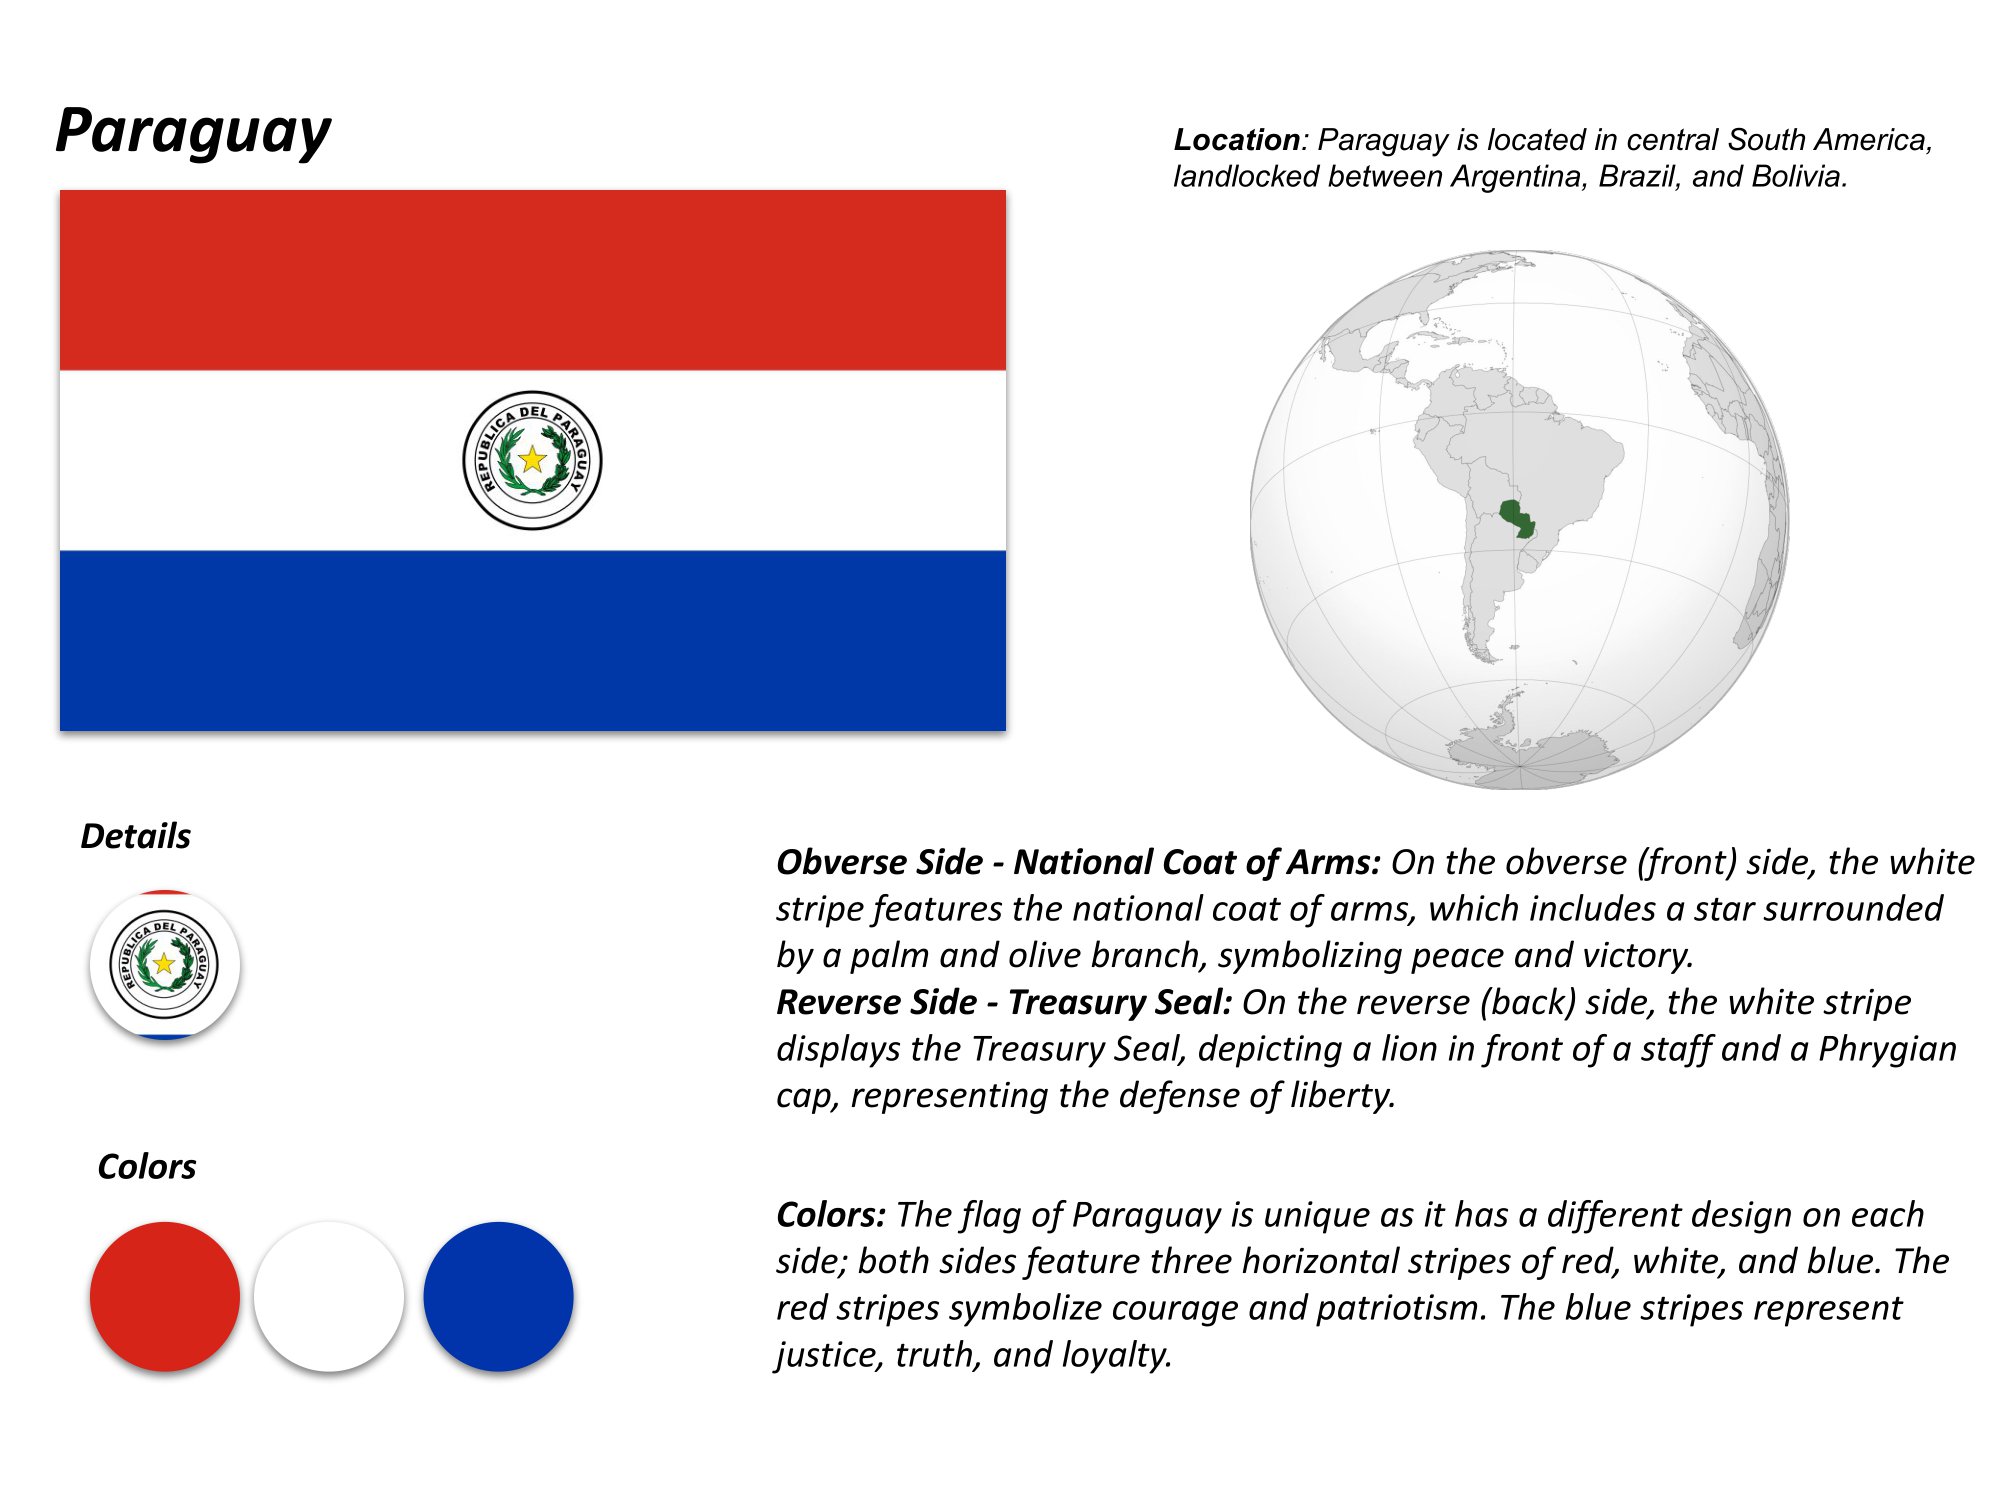 Paraguay
Location: Paraguay is located in central South America,
landlocked between Argentina, Brazil, and Bolivia.
REPUBLICA DEL PARAGUAY
Details
REPUBLICA DEL PARAGUAY
Obverse Side - National Coat of Arms: On the obverse (front) side, the white
stripe features the national coat of arms, which includes a star surrounded
by a palm and olive branch, symbolizing peace and victory.
Reverse Side - Treasury Seal: On the reverse (back) side, the white stripe
displays the Treasury Seal, depicting a lion in front of a staff and a Phrygian
cap, representing the defense of liberty.
Colors
Colors: The flag of Paraguay is unique as it has a different design on each
side; both sides feature three horizontal stripes of red, white, and blue. The
red stripes symbolize courage and patriotism. The blue stripes represent
justice, truth, and loyalty.